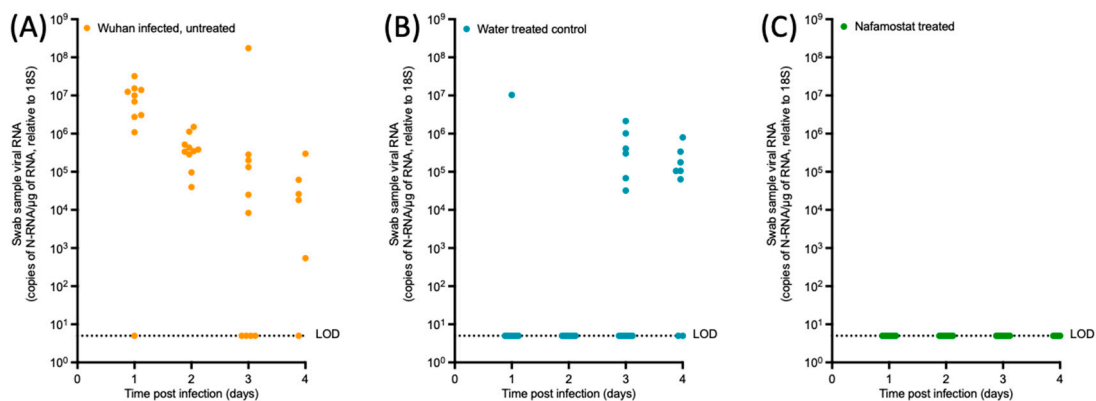 (A)
Wuhan infected, untreated
Swab sample viral RNA
(copies of N-RNA/µg of RNA, relative to 18S)
10⁹
10⁸
10⁷
10⁶
10⁵
10⁴
10³
10²
10¹
10⁰
LOD
0 1 2 3 4
Time post infection (days)
(B)
Water treated control
Swab sample viral RNA
(copies of N-RNA/µg of RNA, relative to 18S)
10⁹
10⁸
10⁷
10⁶
10⁵
10⁴
10³
10²
10¹
10⁰
LOD
0 1 2 3 4
Time post infection (days)
(C)
Nafamostat treated
Swab sample viral RNA
(copies of N-RNA/µg of RNA, relative to 18S)
10⁹
10⁸
10⁷
10⁶
10⁵
10⁴
10³
10²
10¹
10⁰
LOD
0 1 2 3 4
Time post infection (days)